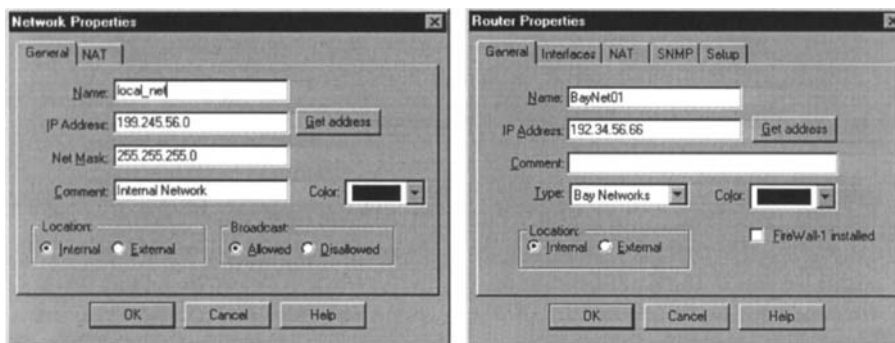 Network Properties
General NAT
Name: local_net
IP Address: 199.245.56.0 Get address
Net Mask: 255.255.255.0
Comment: Internal Network Color:
Location: Broadcast:
Internal External Allowed Disallowed
OK Cancel Help
Router Properties
General Interfaces NAT SNMP Setup
Name: BayNet01
IP Address: 192.34.56.66 Get address
Comment:
Type: Bay Networks Color:
Location:
Internal External FireWall-1 installed
OK Cancel Help